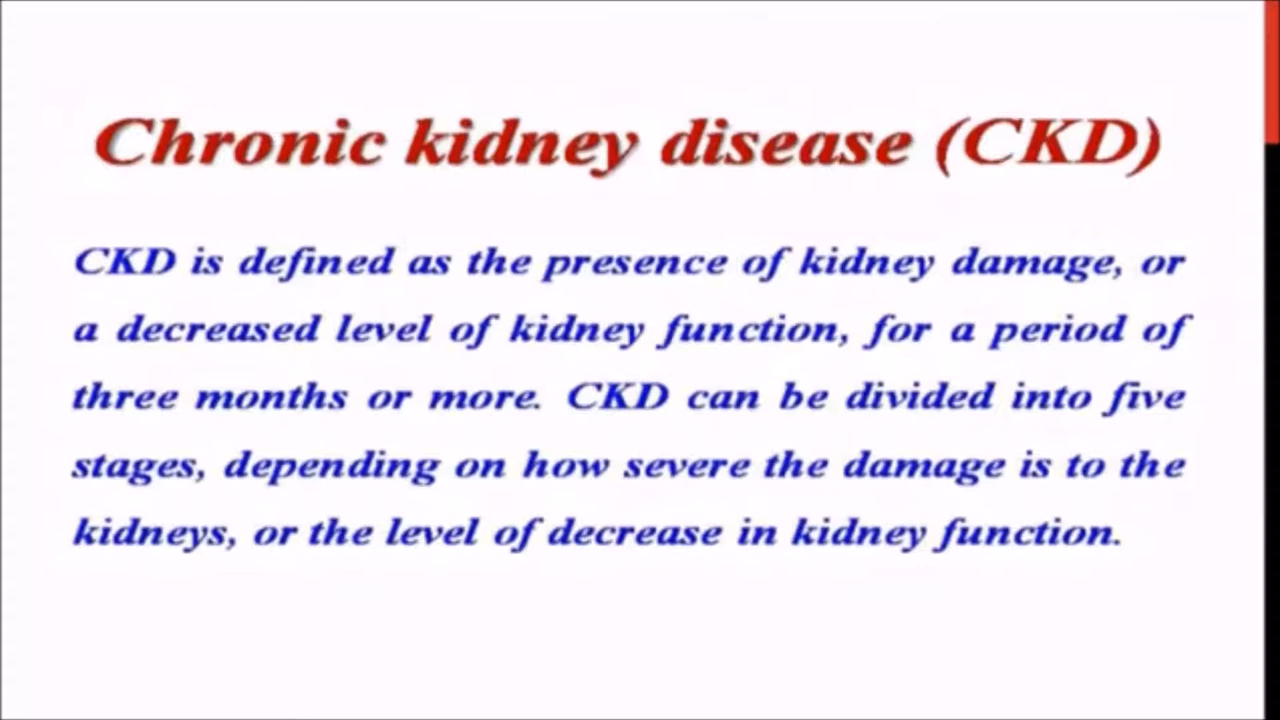 Chronic kidney disease (CKD)
CKD is defined as the presence of kidney damage, or
a decreased level of kidney function, for a period of
three months or more. CKD can be divided into five
stages, depending on how severe the damage is to the
kidneys, or the level of decrease in kidney function.